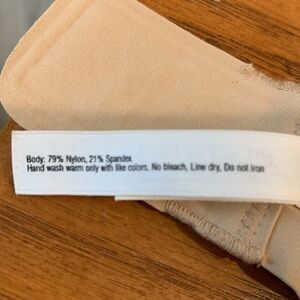 Body: 79% Nylon, 21% Spandex
Hand wash warm only with like colors, No bleach, Line dry, Do not iron